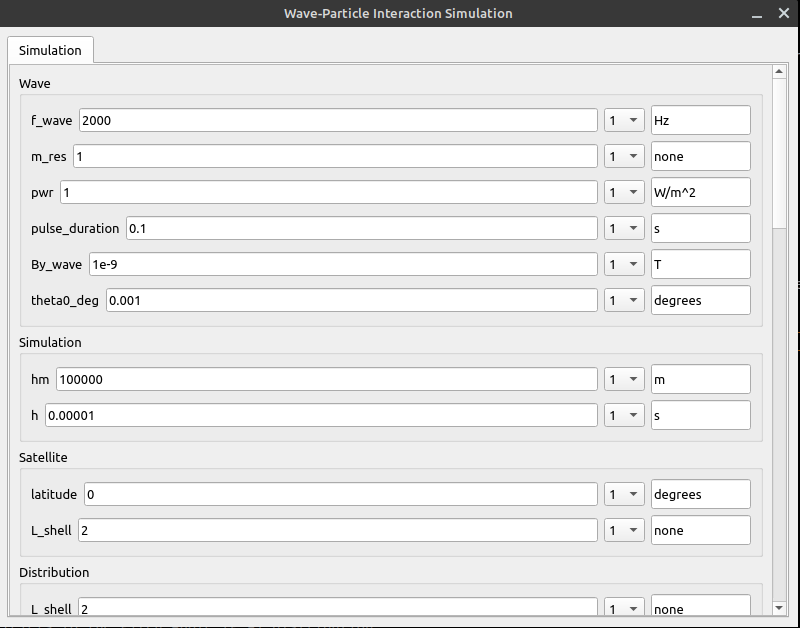 Wave-Particle Interaction Simulation
Simulation
Wave
f_wave 2000 1 Hz
m_res 1 1 none
pwr 1 1 W/m^2
pulse_duration 0.1 1 s
By_wave 1e-9 1 T
theta0_deg 0.001 1 degrees
Simulation
hm 100000 1 m
h 0.00001 1 s
Satellite
latitude 0 1 degrees
L_shell 2 1 none
Distribution
L_shell 2 1 none